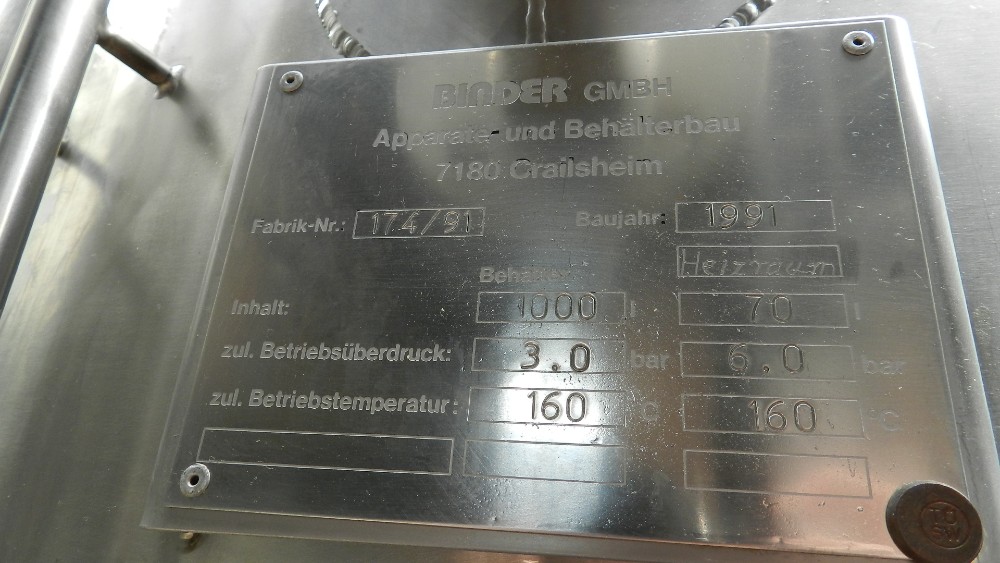 BINDER GMBH
Apparate- und Behälterbau
7180 Crailsheim
Fabrik-Nr.: 174/91 Baujahr: 1991
Behälter: Heizraum
Inhalt: 1000 l 70 l
zul. Betriebsüberdruck: 3.0 bar 6.0 bar
zul. Betriebstemperatur: 160 °C 160 °C